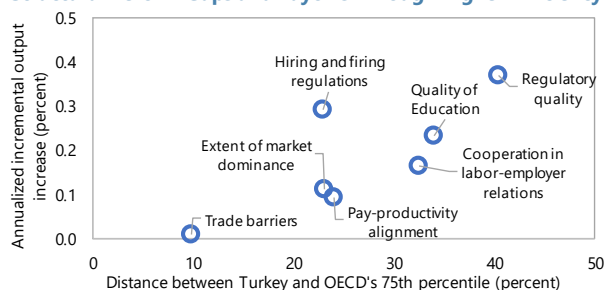 0.5
0.4
0.3
0.2
0.1
0.0
Annualized incremental output
increase (percent)
Hiring and firing
regulations
Regulatory
quality
Quality of
Education
Extent of market
dominance
Cooperation in
labor-employer
relations
Trade barriers
Pay-productivity
alignment
0 10 20 30 40 50
Distance between Turkey and OECD's 75th percentile (percent)